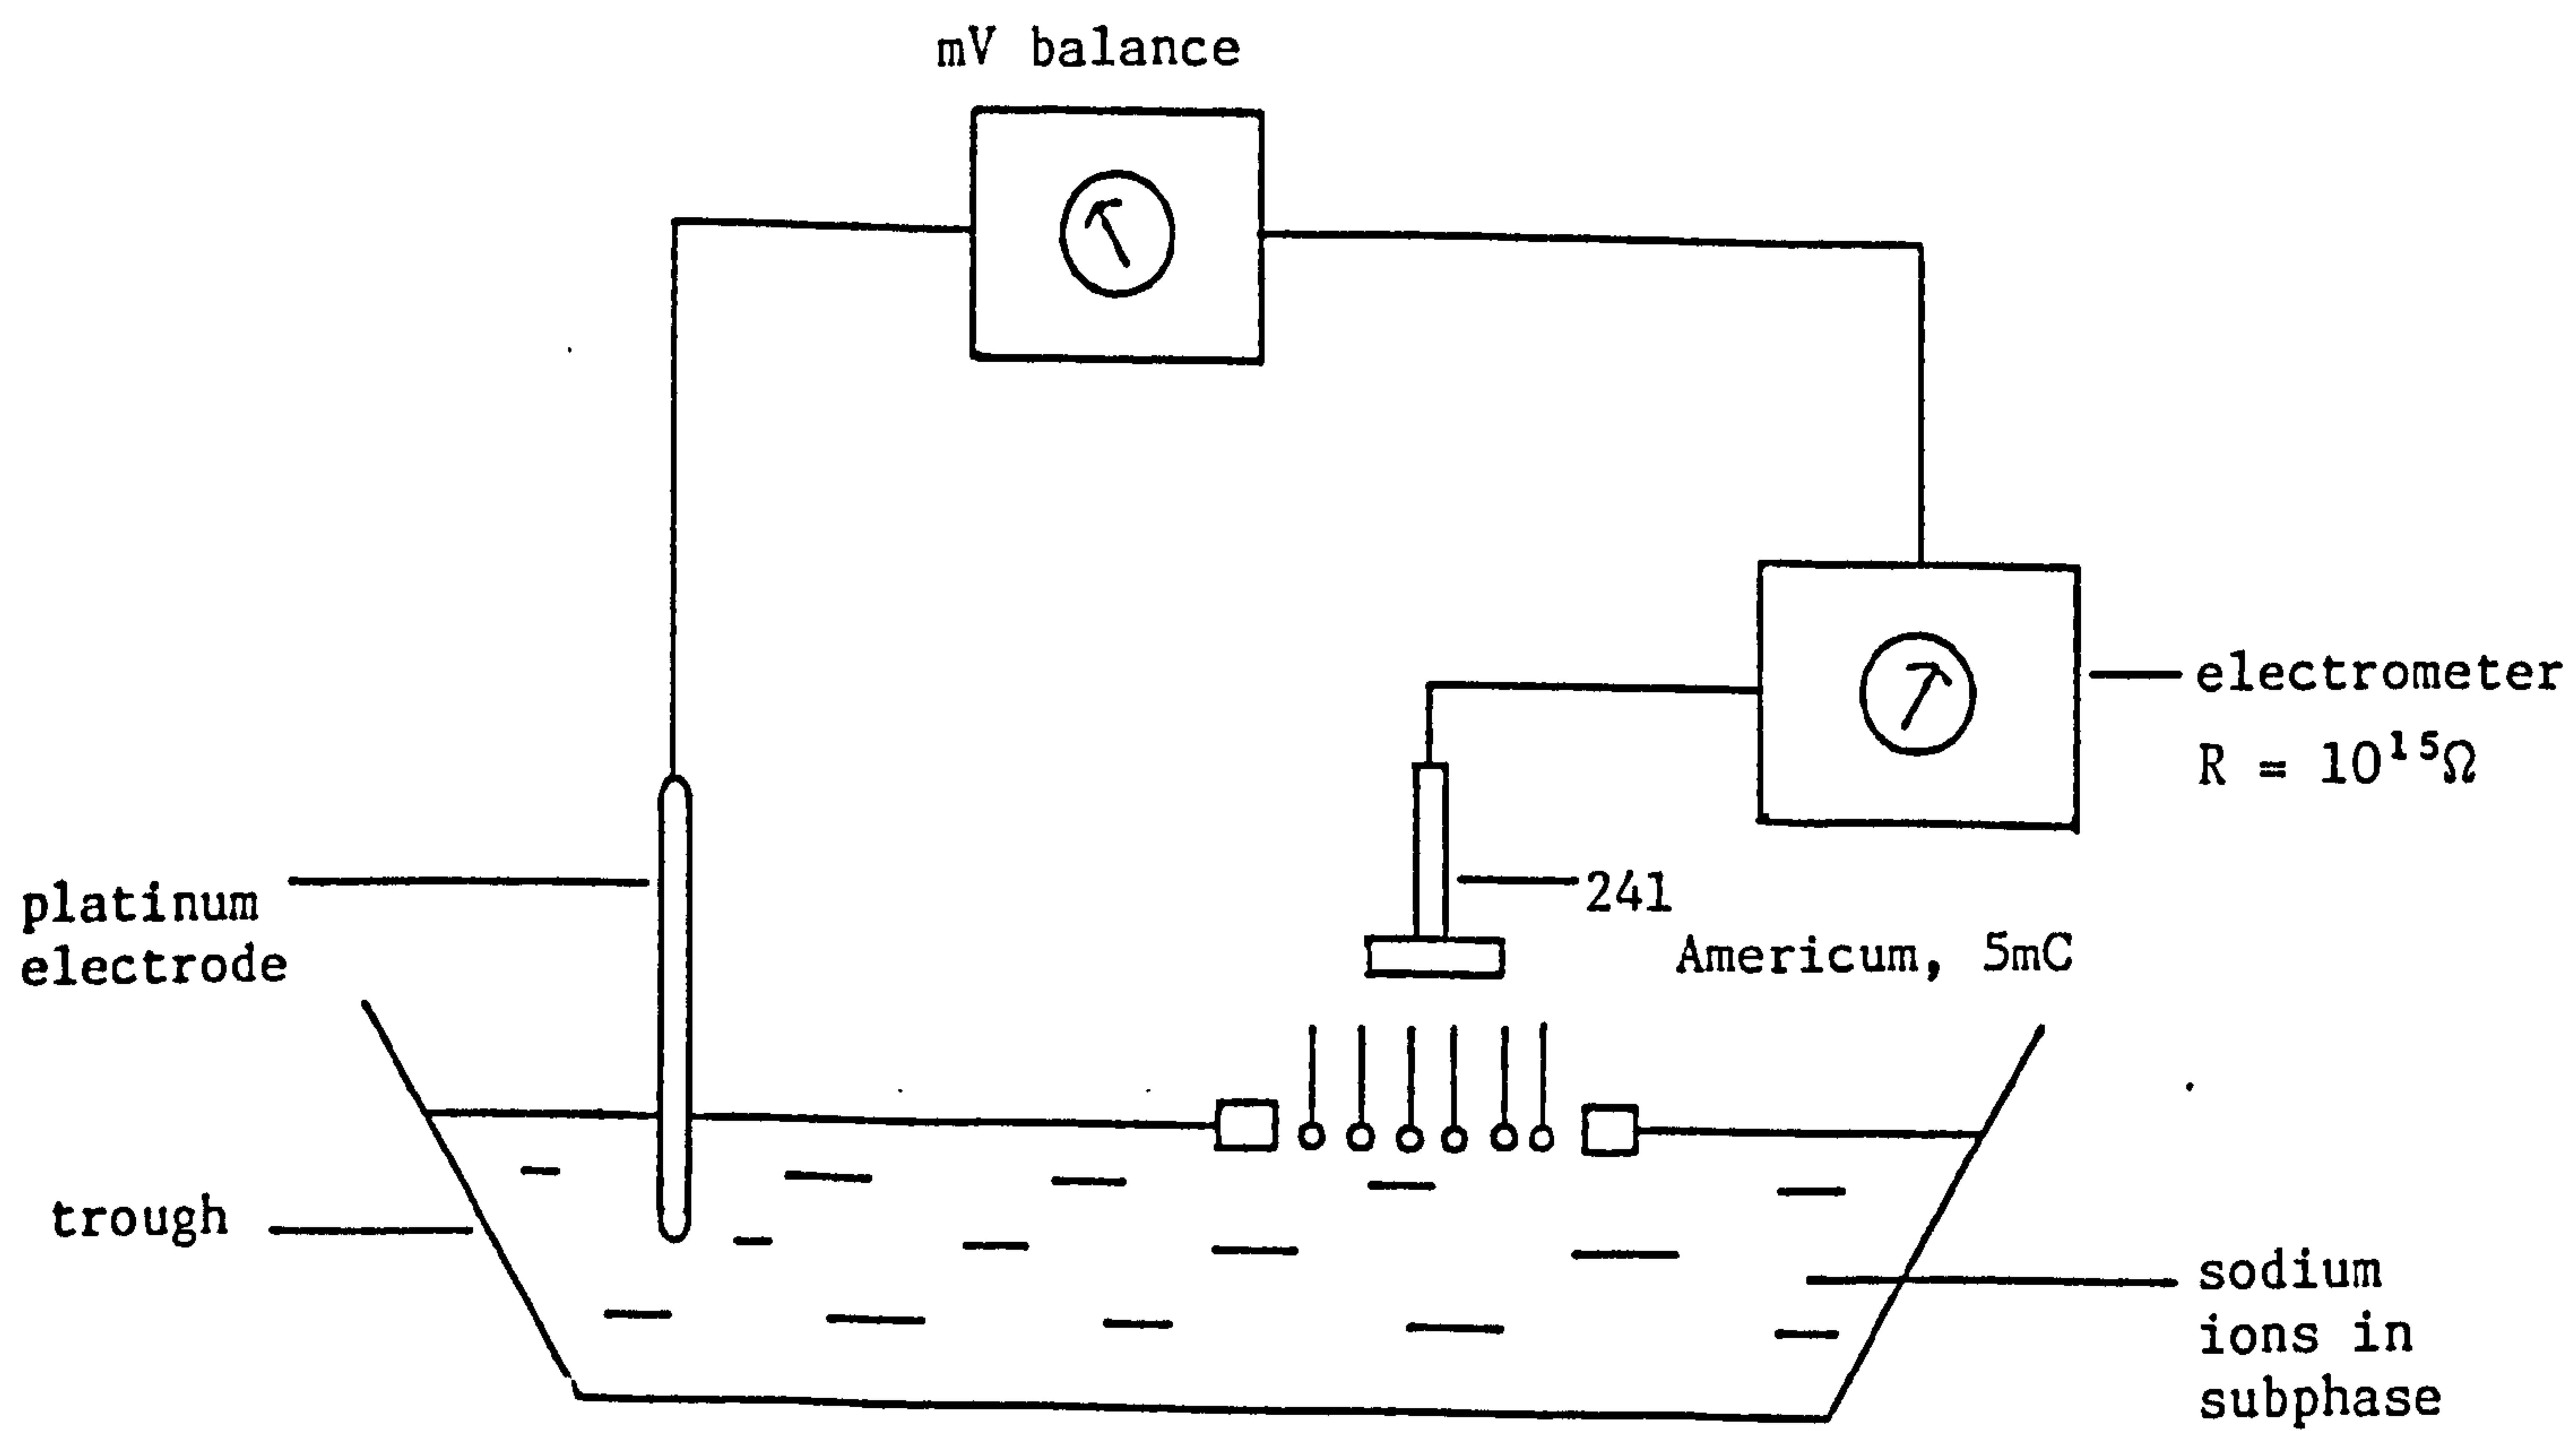 mV balance
electrometer
R = 10¹⁵Ω
241
Americum, 5mC
platinum
electrode
trough
sodium
ions in
subphase